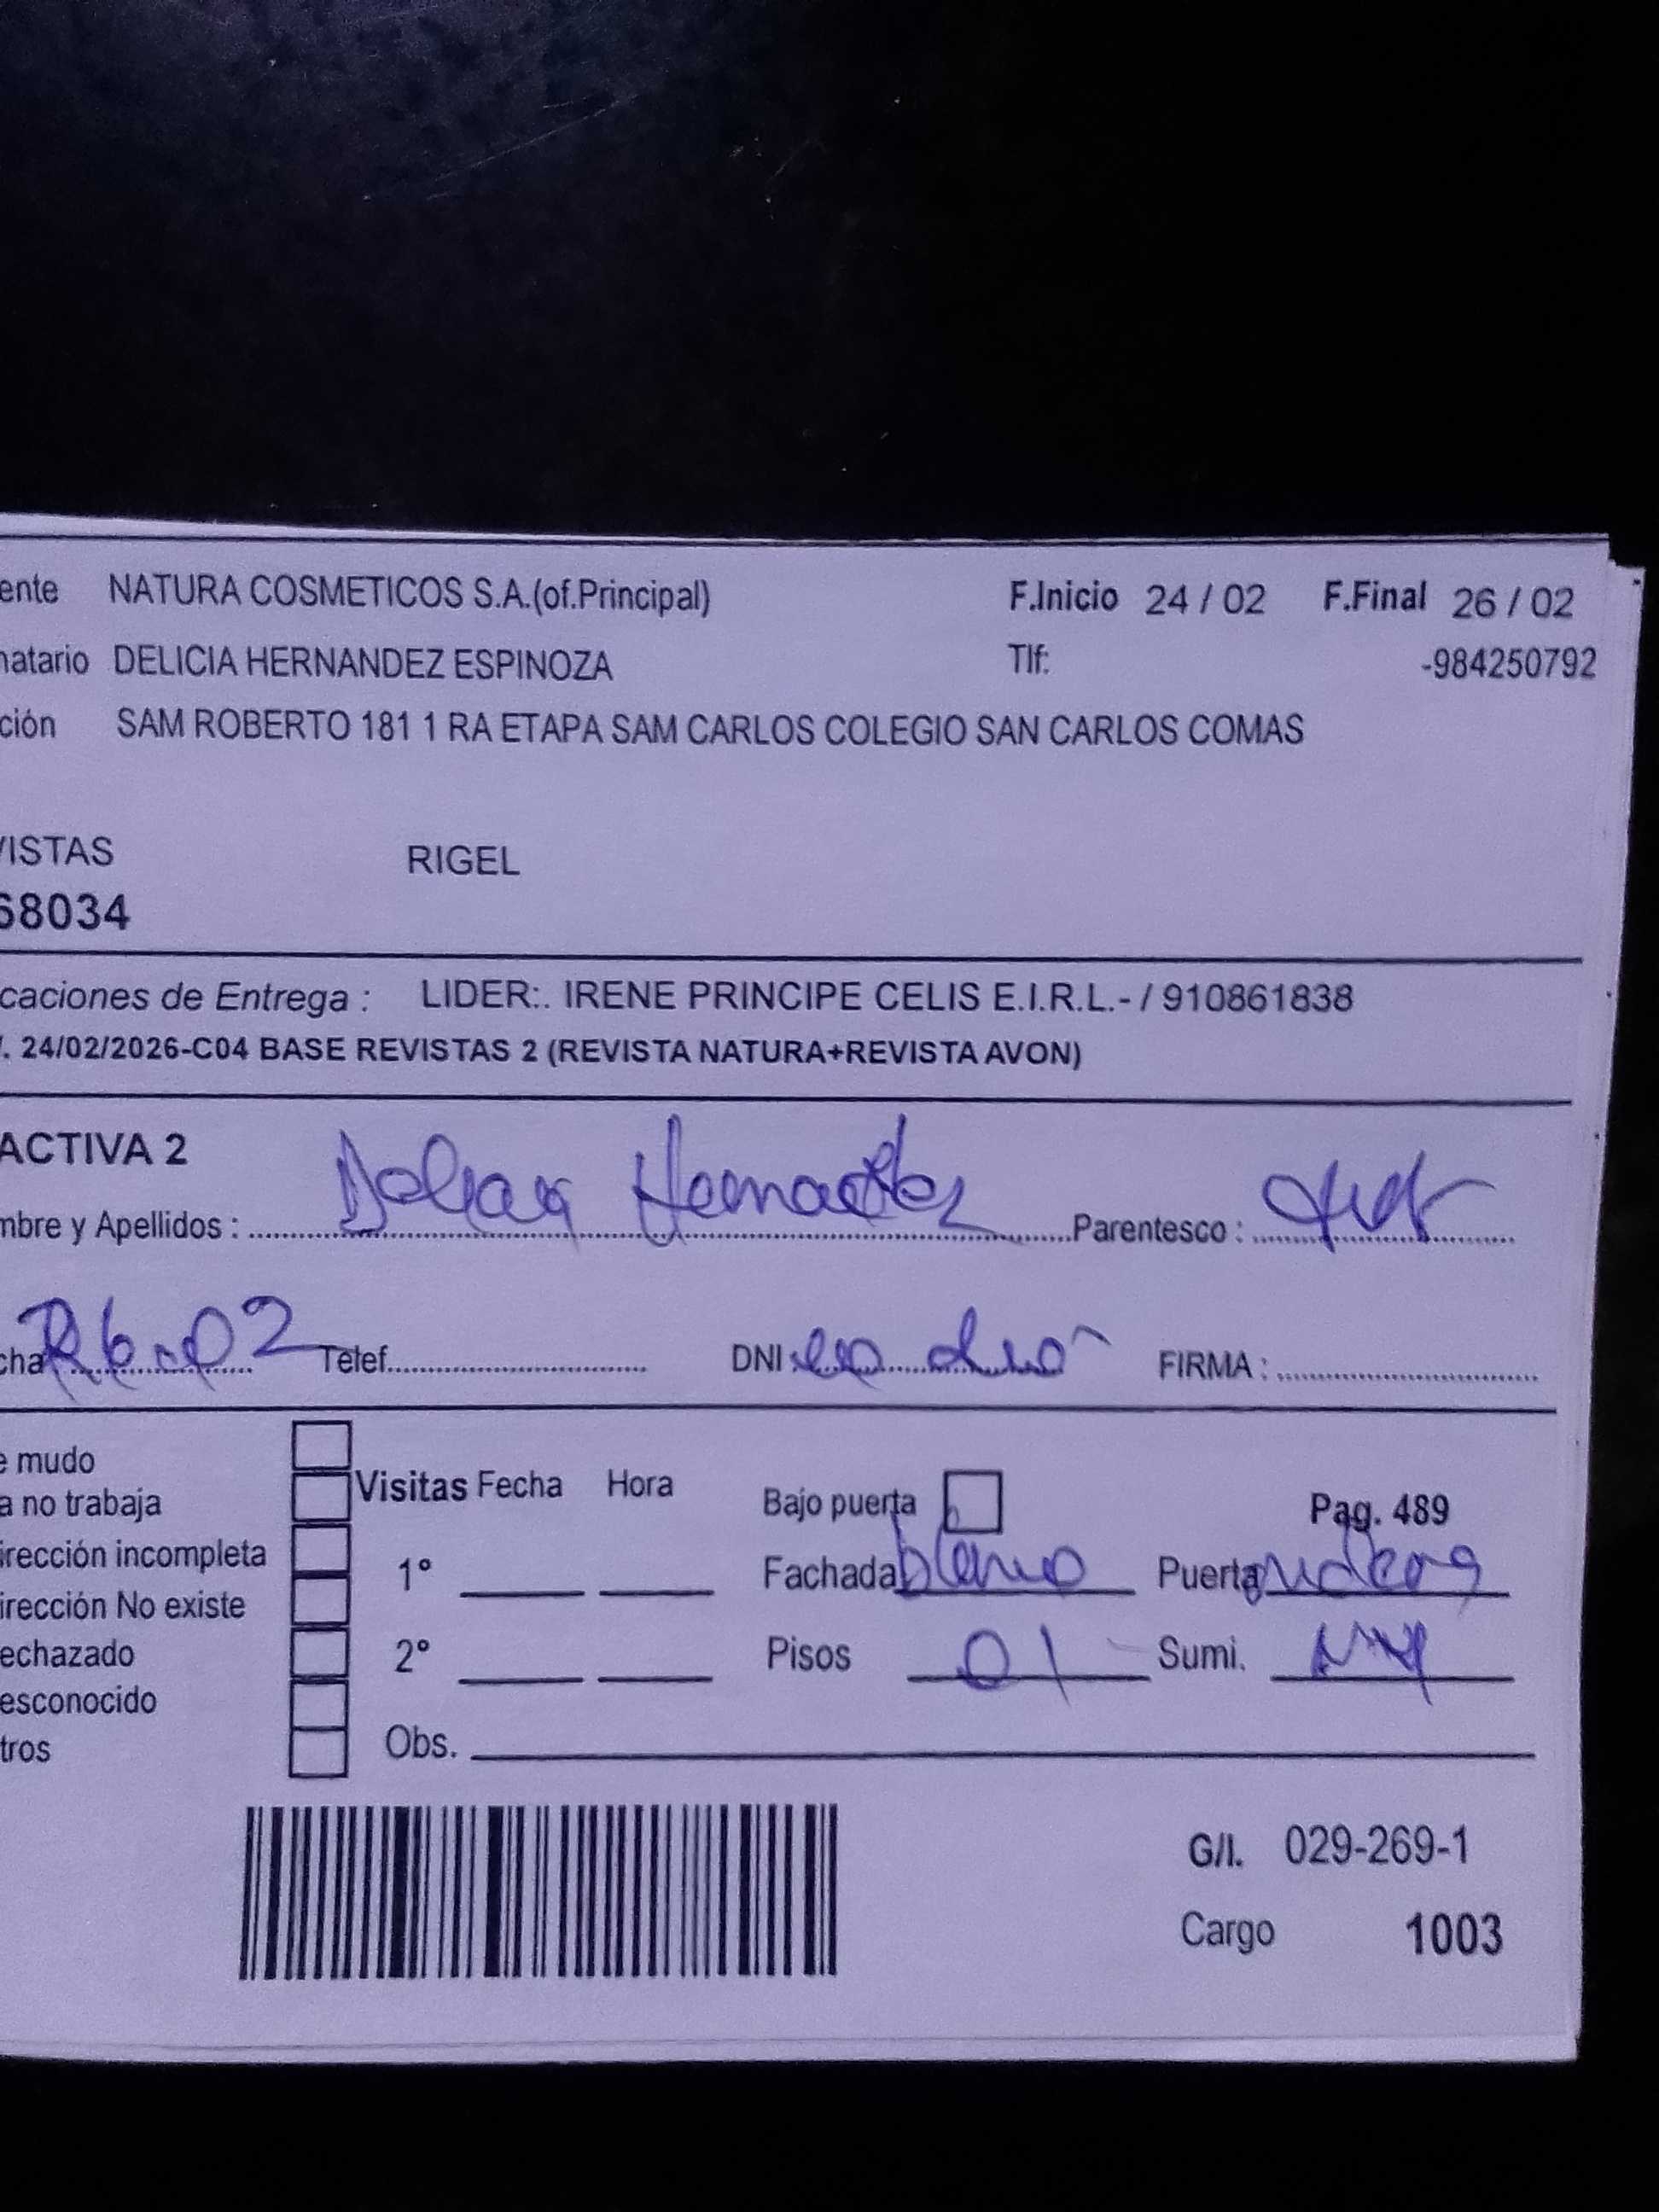 ente NATURA COSMETICOS S.A.(of.Principal) F.Inicio 24 / 02 F.Final 26 / 02
natario DELICIA HERNANDEZ ESPINOZA Tlf: -984250792
ción SAM ROBERTO 181 1 RA ETAPA SAM CARLOS COLEGIO SAN CARLOS COMAS
VISTAS RIGEL
68034
caciones de Entrega : LIDER:. IRENE PRINCIPE CELIS E.I.R.L.- / 910861838
. 24/02/2026-C04 BASE REVISTAS 2 (REVISTA NATURA+REVISTA AVON)
ACTIVA 2
mbre y Apellidos : Parentesco :
cha Telef. DNI : FIRMA :
e mudo
a no trabaja Visitas Fecha Hora Bajo puerta Pag. 489
irección incompleta 1° Fachada Puerta
irección No existe
echazado 2° Pisos 01 Sumi.
esconocido
tros Obs.
G/I. 029-269-1
Cargo 1003